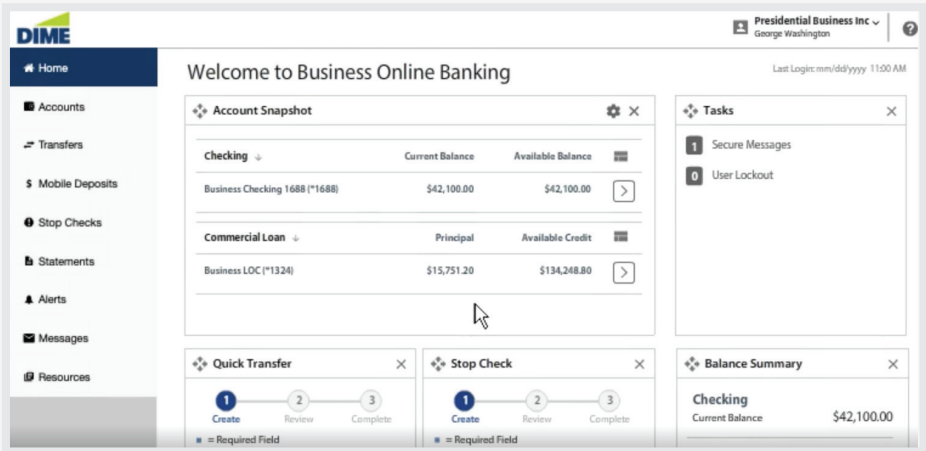 DIME
Presidential Business Inc
George Washington
Home
Welcome to Business Online Banking
Last Login: mm/dd/yyyy 11:00 AM
Accounts
Transfers
Mobile Deposits
Stop Checks
Statements
Alerts
Messages
Resources
Account Snapshot
Checking Current Balance Available Balance
Business Checking 1688 (*1688) $42,100.00 $42,100.00
Commercial Loan Principal Available Credit
Business LOC (*1324) $15,751.20 $134,248.80
Tasks
1 Secure Messages
0 User Lockout
Quick Transfer
1 2 3
Create Review Complete
= Required Field
Stop Check
1 2 3
Create Review Complete
= Required Field
Balance Summary
Checking
Current Balance $42,100.00